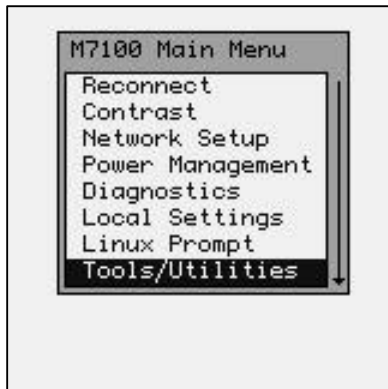 M7100 Main Menu
Reconnect
Contrast
Network Setup
Power Management
Diagnostics
Local Settings
Linux Prompt
Tools/Utilities